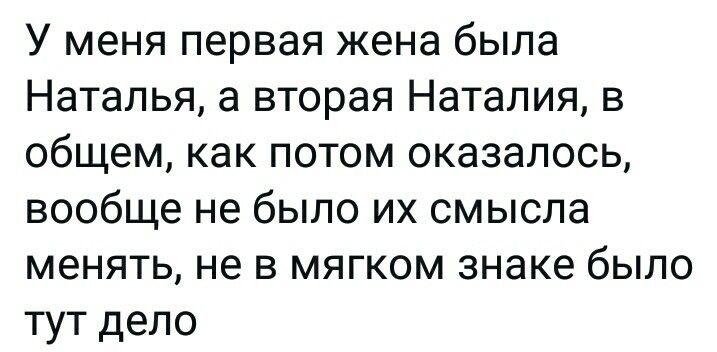 У меня первая жена была
Наталья, а вторая Наталия, в
общем, как потом оказалось,
вообще не было их смысла
менять, не в мягком знаке было
тут дело